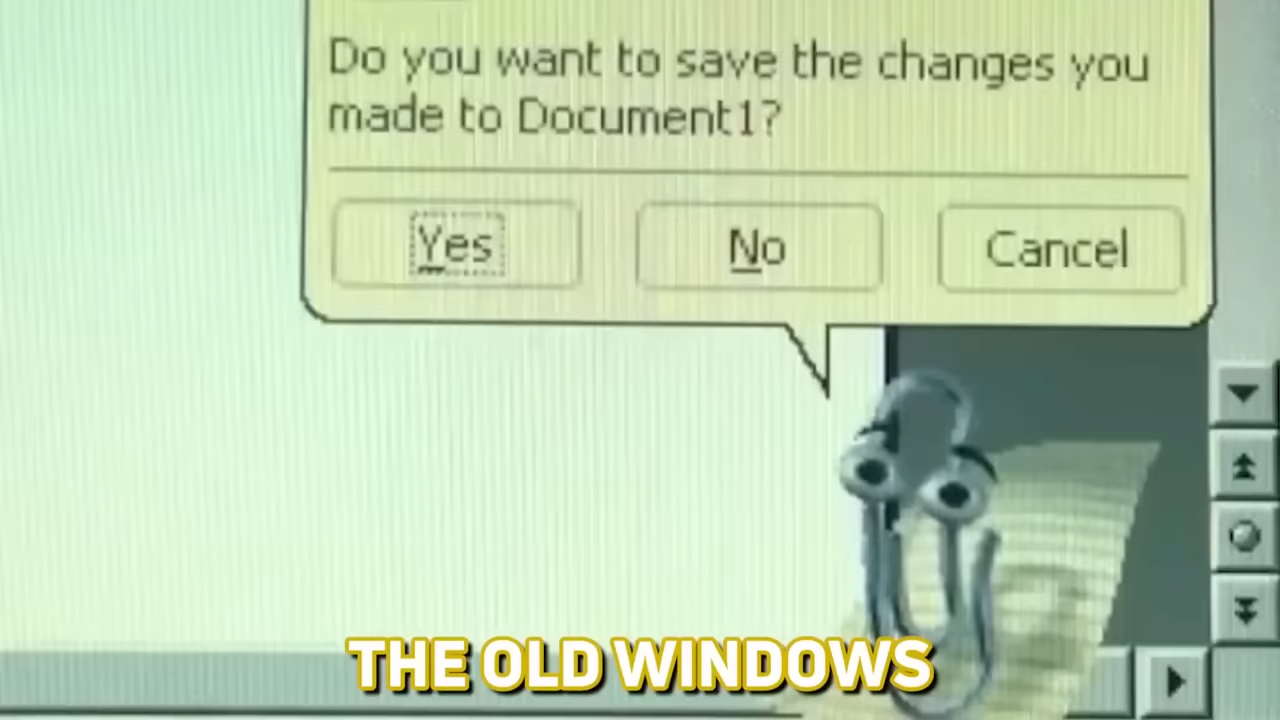 Do you want to save the changes you
made to Document1?
Yes
No
Cancel
THE OLD WINDOWS